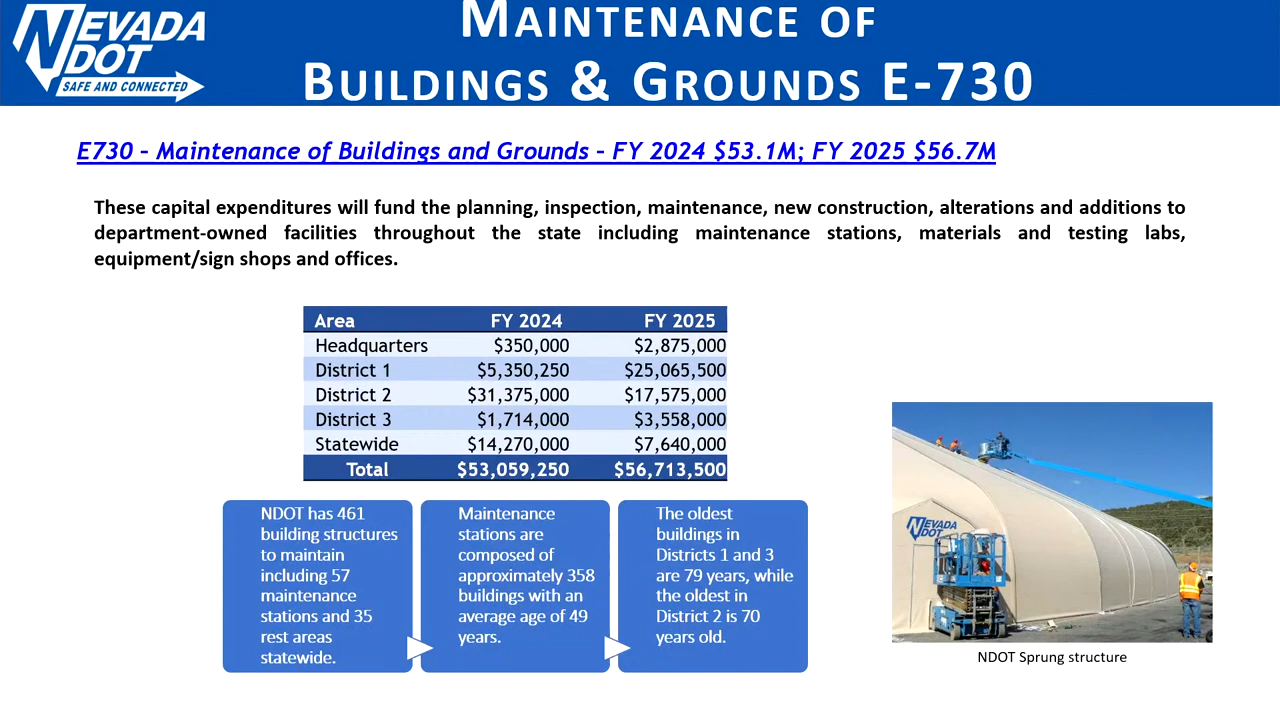 NEVADA
DOT
SAFE AND CONNECTED
MAINTENANCE OF
BUILDINGS & GROUNDS E-730
E730 – Maintenance of Buildings and Grounds – FY 2024 $53.1M; FY 2025 $56.7M
These capital expenditures will fund the planning, inspection, maintenance, new construction, alterations and additions to
department-owned facilities throughout the state including maintenance stations, materials and testing labs,
equipment/sign shops and offices.
Area FY 2024 FY 2025
Headquarters $350,000 $2,875,000
District 1 $5,350,250 $25,065,500
District 2 $31,375,000 $17,575,000
District 3 $1,714,000 $3,558,000
Statewide $14,270,000 $7,640,000
Total $53,059,250 $56,713,500
NDOT has 461
building structures
to maintain
including 57
maintenance
stations and 35
rest areas
statewide.
Maintenance
stations are
composed of
approximately 358
buildings with an
average age of 49
years.
The oldest
buildings in
Districts 1 and 3
are 79 years, while
the oldest in
District 2 is 70
years old.
NEVADA
DOT
NDOT Sprung structure